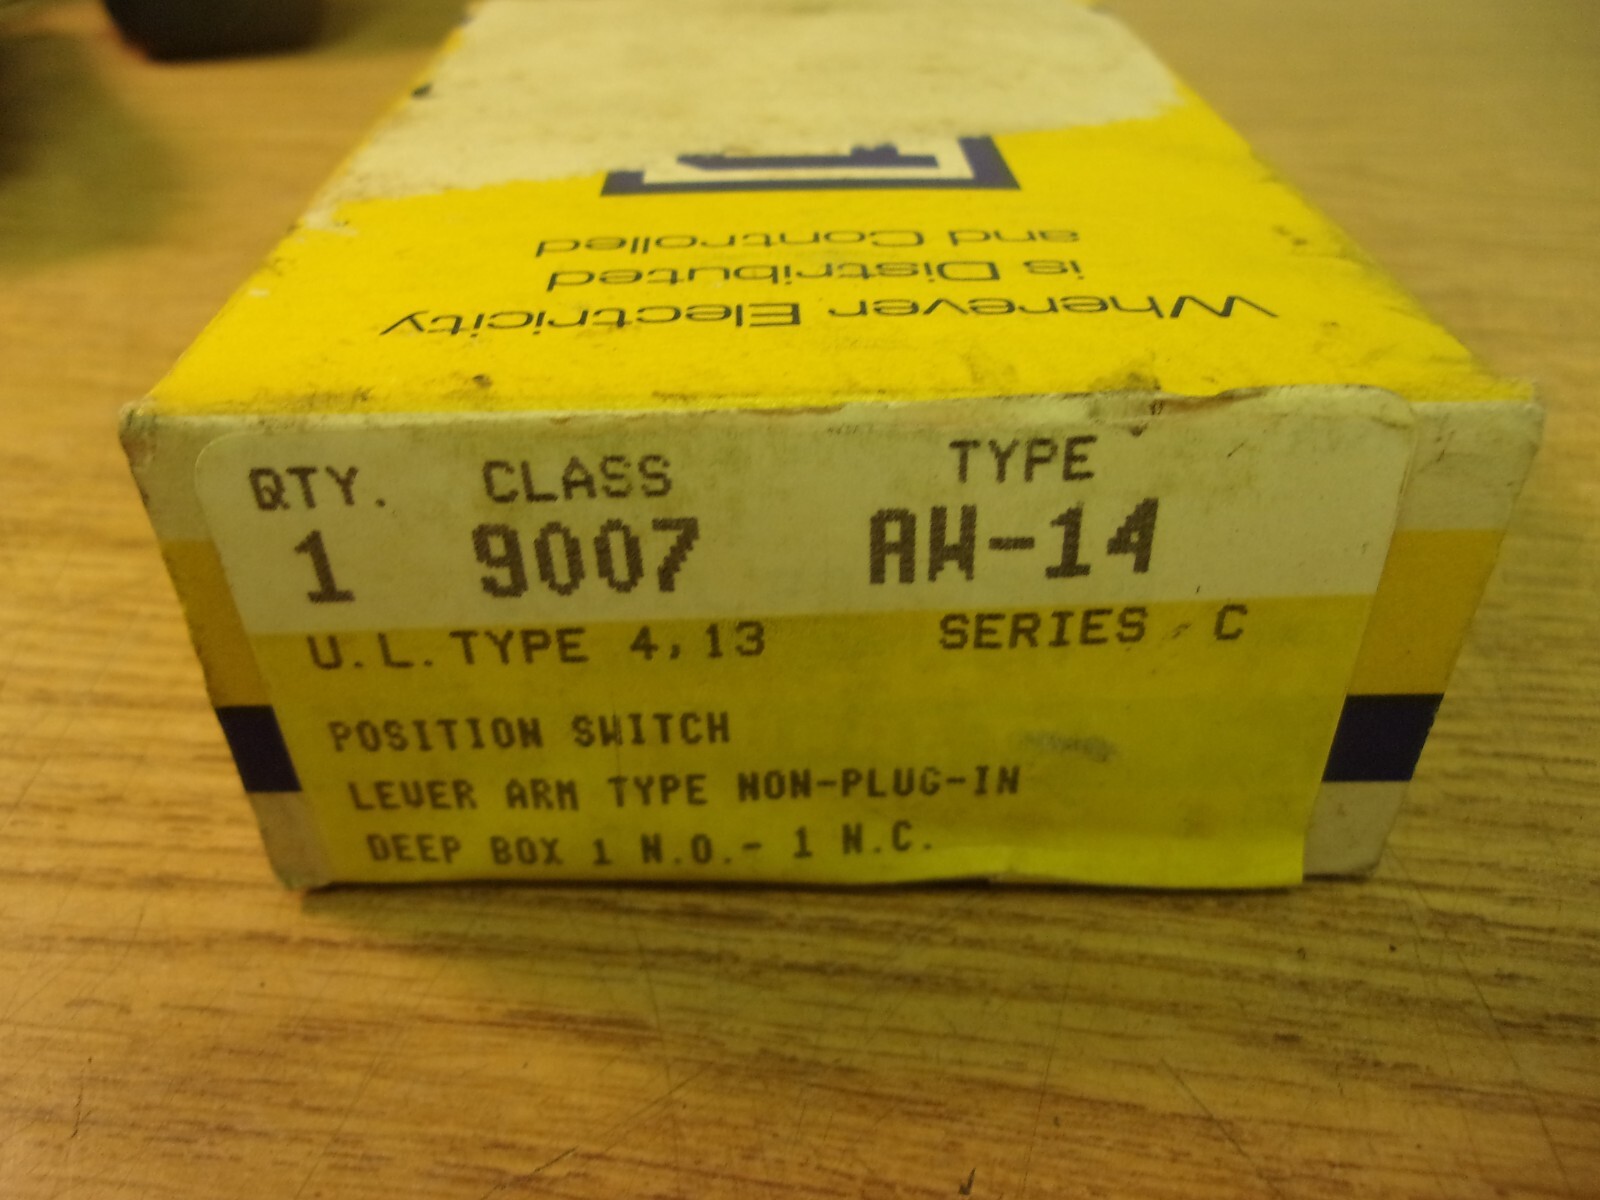 Wherever Electricity
is Distributed
and Controlled
QTY. CLASS TYPE
1 9007 AW-14
U.L. TYPE 4,13 SERIES C
POSITION SWITCH
LEVER ARM TYPE NON-PLUG-IN
DEEP BOX 1 N.O.- 1 N.C.